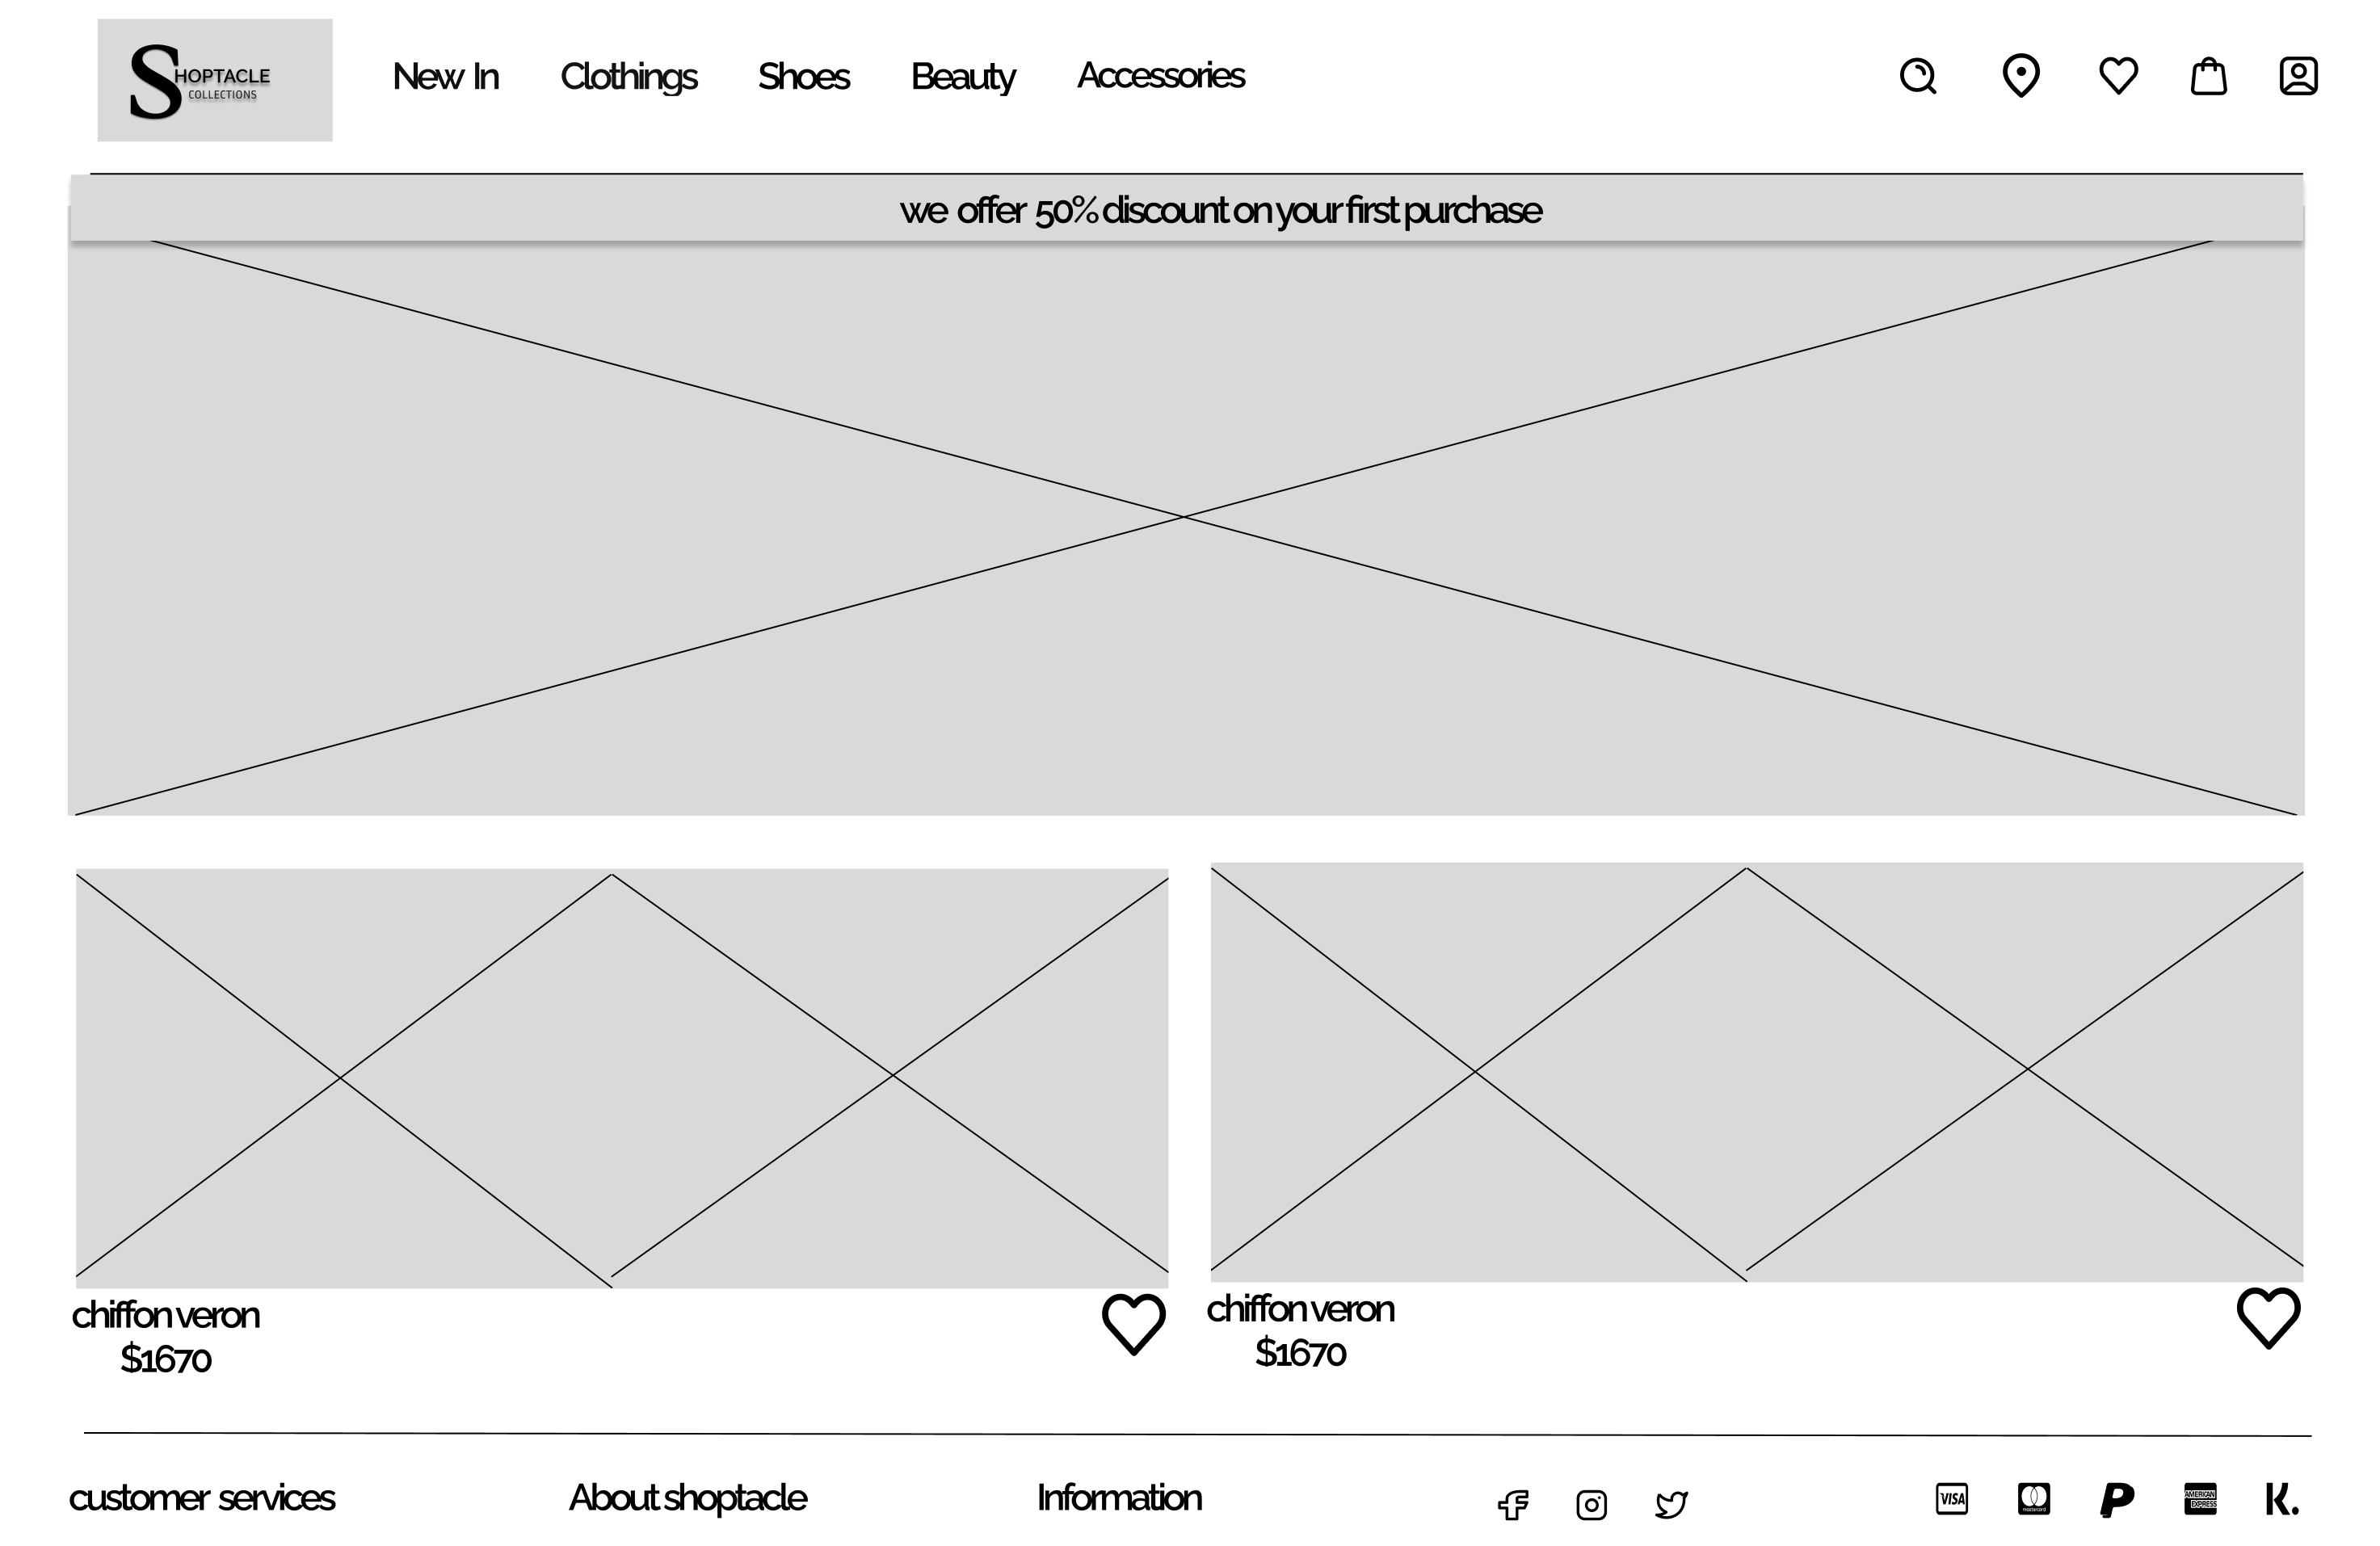 SHOPTACLE
COLLECTIONS
New In
Clothings
Shoes
Beauty
Accessories
we offer 50% discount on your first purchase
chiffon veron
$1670
chiffon veron
$1670
customer services
About shoptacle
Information
VISA
mastercard
P
AMERICAN
EXPRESS
K.